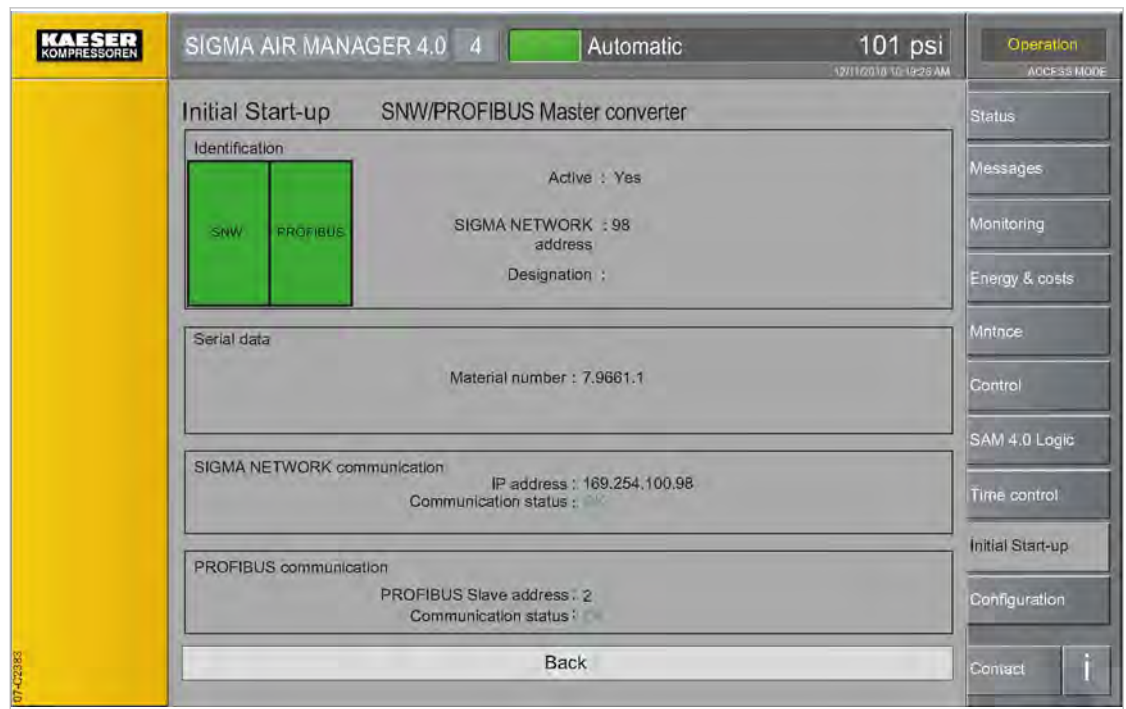 KAESER
KOMPRESSOREN
SIGMA AIR MANAGER 4.0 4 Automatic 101 psi
Operation
ACCESS MODE
Initial Start-up SNW/PROFIBUS Master converter
Identification
SNW PROFIBUS
Active : Yes
SIGMA NETWORK : 98
address
Designation :
Serial data
Material number : 7.9661.1
SIGMA NETWORK communication
IP address : 169.254.100.98
Communication status : OK
PROFIBUS communication
PROFIBUS Slave address : 2
Communication status : OK
Back
Status
Messages
Monitoring
Energy & costs
Mntnce
Control
SAM 4.0 Logic
Time control
Initial Start-up
Configuration
Contact i
07-C2383